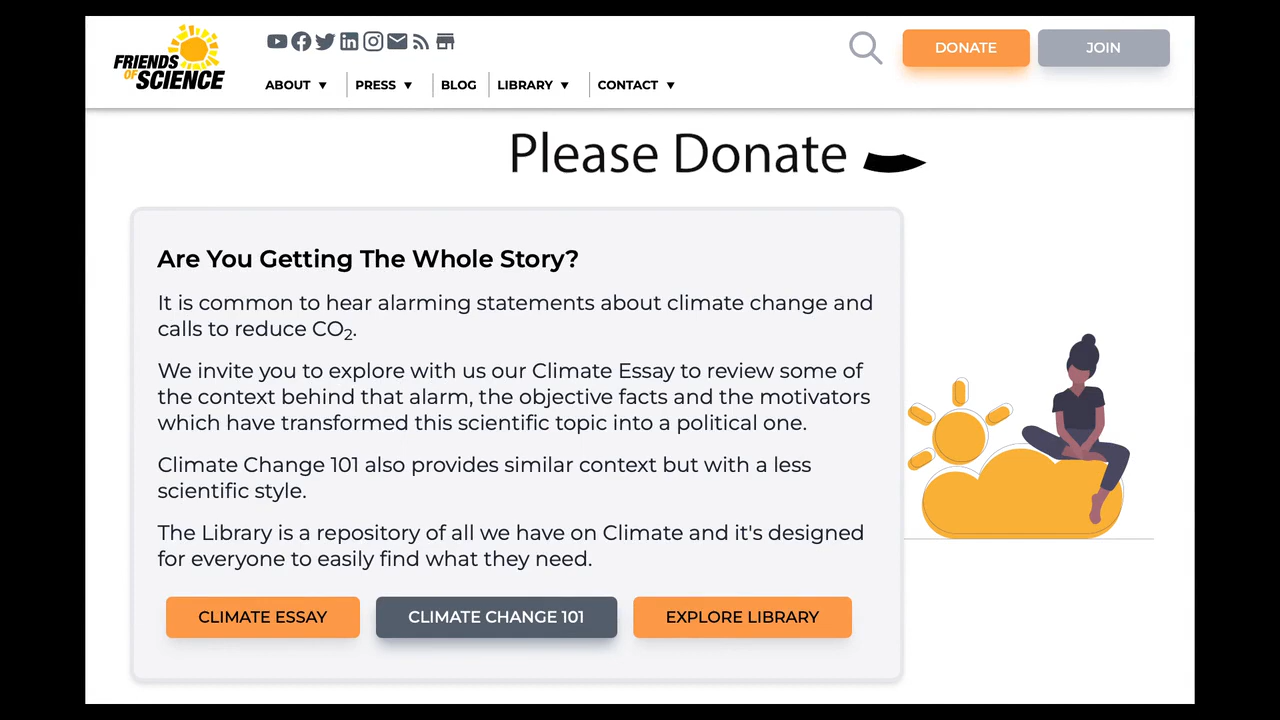 FRIENDS
OF SCIENCE
DONATE
JOIN
ABOUT ▼
PRESS ▼
BLOG
LIBRARY ▼
CONTACT ▼
Please Donate
Are You Getting The Whole Story?
It is common to hear alarming statements about climate change and
calls to reduce CO₂.
We invite you to explore with us our Climate Essay to review some of
the context behind that alarm, the objective facts and the motivators
which have transformed this scientific topic into a political one.
Climate Change 101 also provides similar context but with a less
scientific style.
The Library is a repository of all we have on Climate and it's designed
for everyone to easily find what they need.
CLIMATE ESSAY
CLIMATE CHANGE 101
EXPLORE LIBRARY